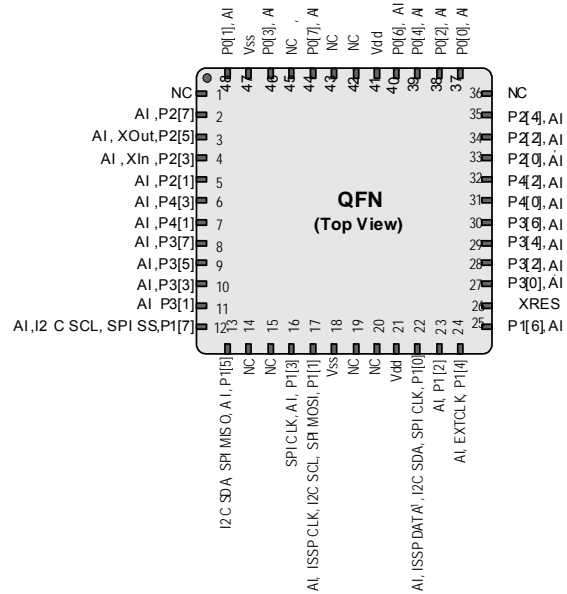 P0[1], AI
Vss
P0[3], A
NC ,
P0[7], A
NC
NC
Vdd
P0[6], AI
P0[4], A
P0[2], A
P0[0], A
48
47
46
45
44
43
42
41
40
39
38
37
NC 1
AI ,P2[7] 2
AI , XOut,P2[5] 3
AI , XIn ,P2[3] 4
AI ,P2[1] 5
AI ,P4[3] 6
AI ,P4[1] 7
AI ,P3[7] 8
AI ,P3[5] 9
AI ,P3[3] 10
AI P3[1] 11
AI,I2 C SCL, SPI SS,P1[7] 12
QFN
(Top View)
36 NC
35 P2[4],AI
34 P2[2],AI
33 P2[0],AI
32 P4[2],AI
31 P4[0],AI
30 P3[6],AI
29 P3[4],AI
28 P3[2],AI
27 P3[0],AI
26 XRES
25 P1[6],AI
13
14
15
16
17
18
19
20
21
22
23
24
I2C SDA, SPI MISO, AI, P1[5]
NC
NC
SPI CLK, AI, P1[3]
AI, ISSP CLK, I2C SCL, SPI MOSI, P1[1]
Vss
NC
NC
Vdd
AI, ISSP DATA¹, I2C SDA, SPI CLK, P1[0]
AI, P1[2]
AI, EXTCLK, P1[4]